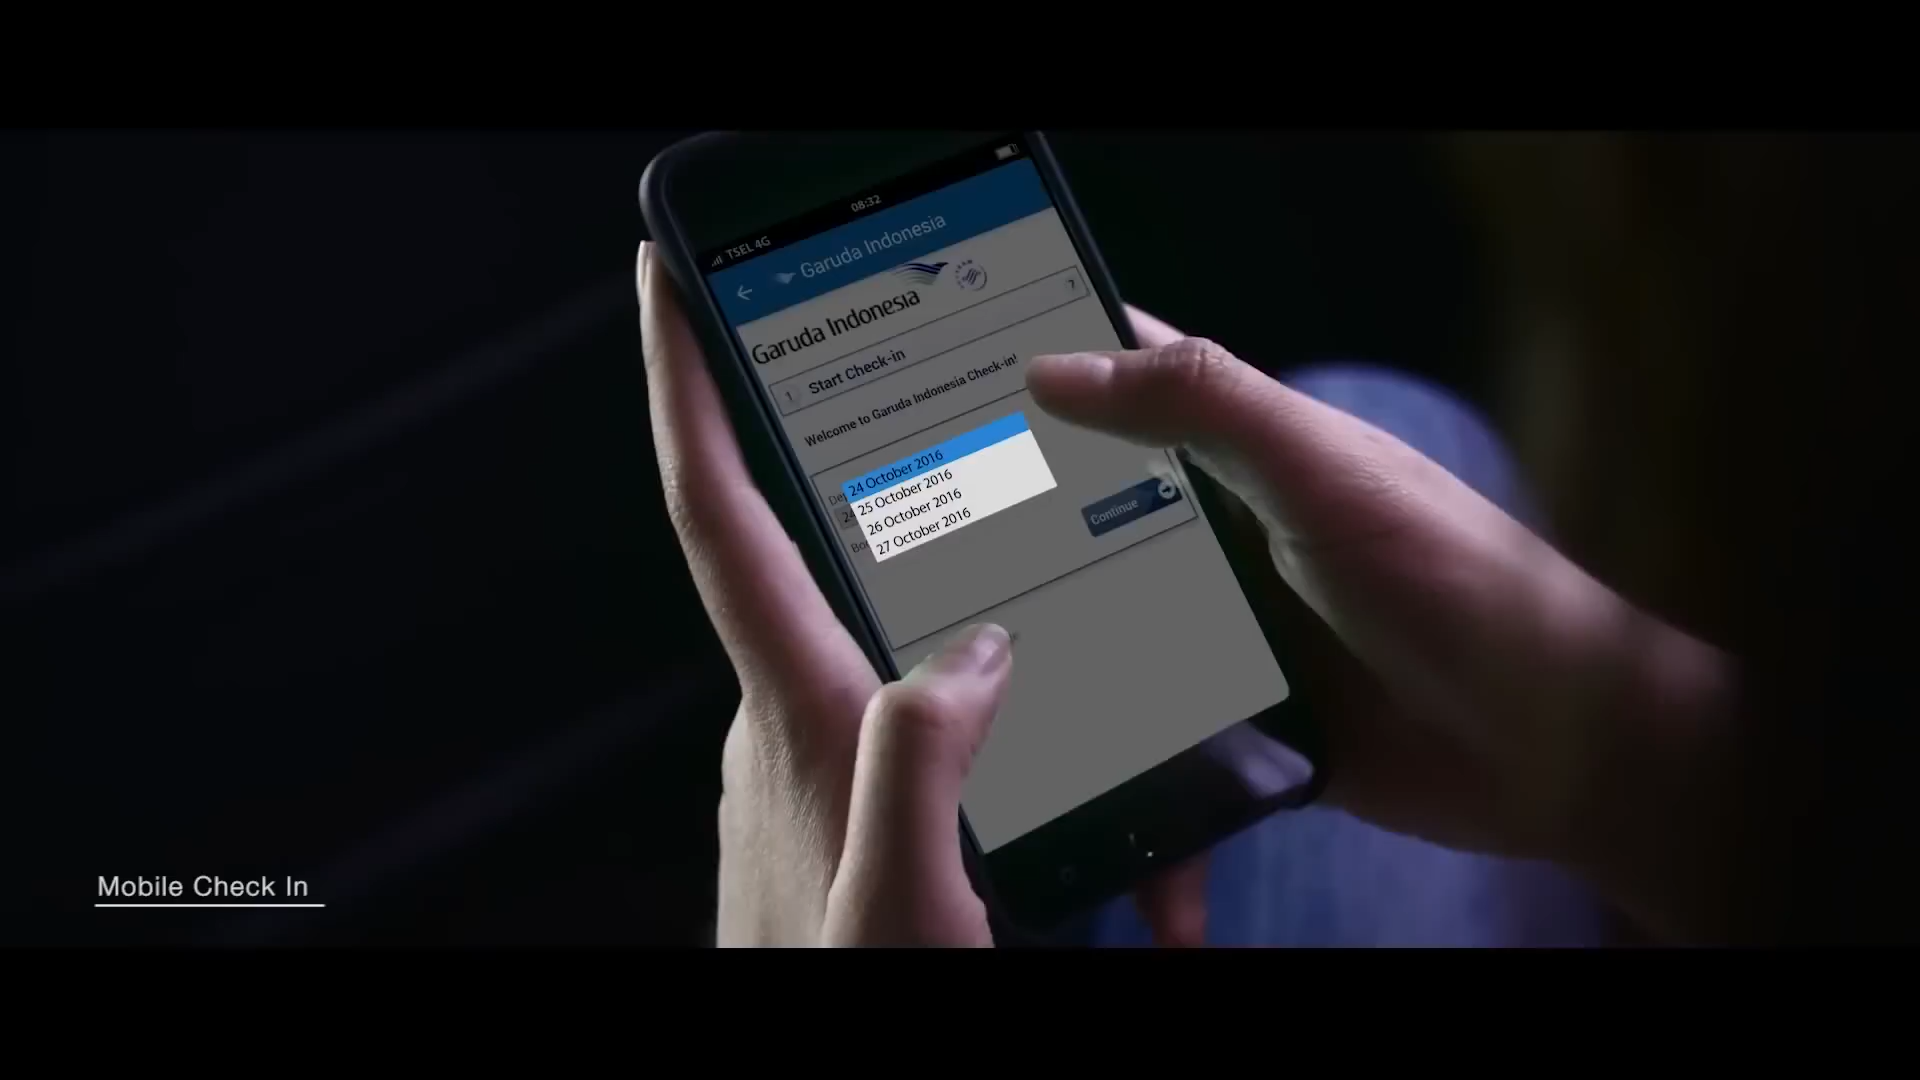 TSEL 4G 08:32
Garuda Indonesia
Garuda Indonesia
1 Start Check-in ?
Welcome to Garuda Indonesia Check-in!
24 October 2016
25 October 2016
26 October 2016
27 October 2016
Continue
Mobile Check In